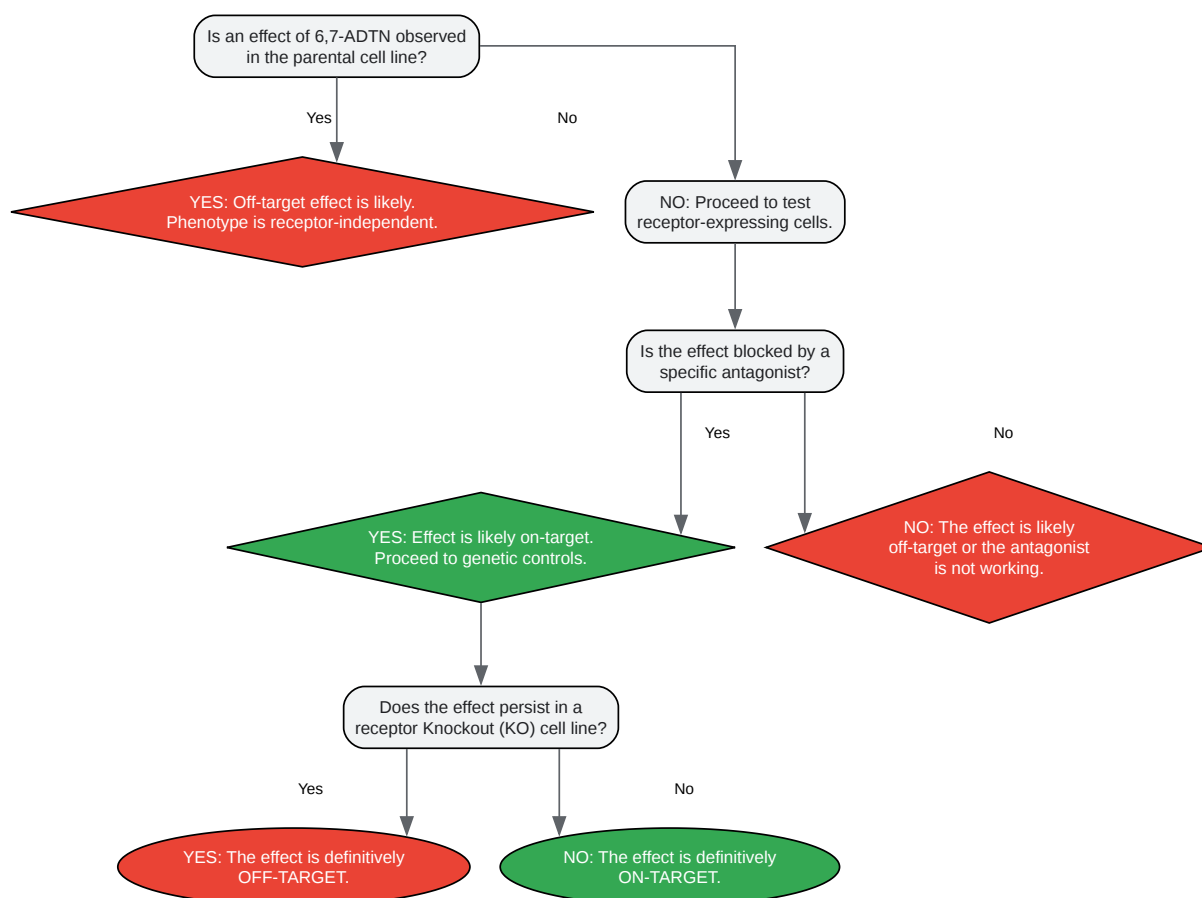 Is an effect of 6,7-ADTN observed
in the parental cell line?
Yes
No
YES: Off-target effect is likely.
Phenotype is receptor-independent.
NO: Proceed to test
receptor-expressing cells.
Is the effect blocked by a
specific antagonist?
Yes
No
YES: Effect is likely on-target.
Proceed to genetic controls.
NO: The effect is likely
off-target or the antagonist
is not working.
Does the effect persist in a
receptor Knockout (KO) cell line?
Yes
No
YES: The effect is definitively
OFF-TARGET.
NO: The effect is definitively
ON-TARGET.